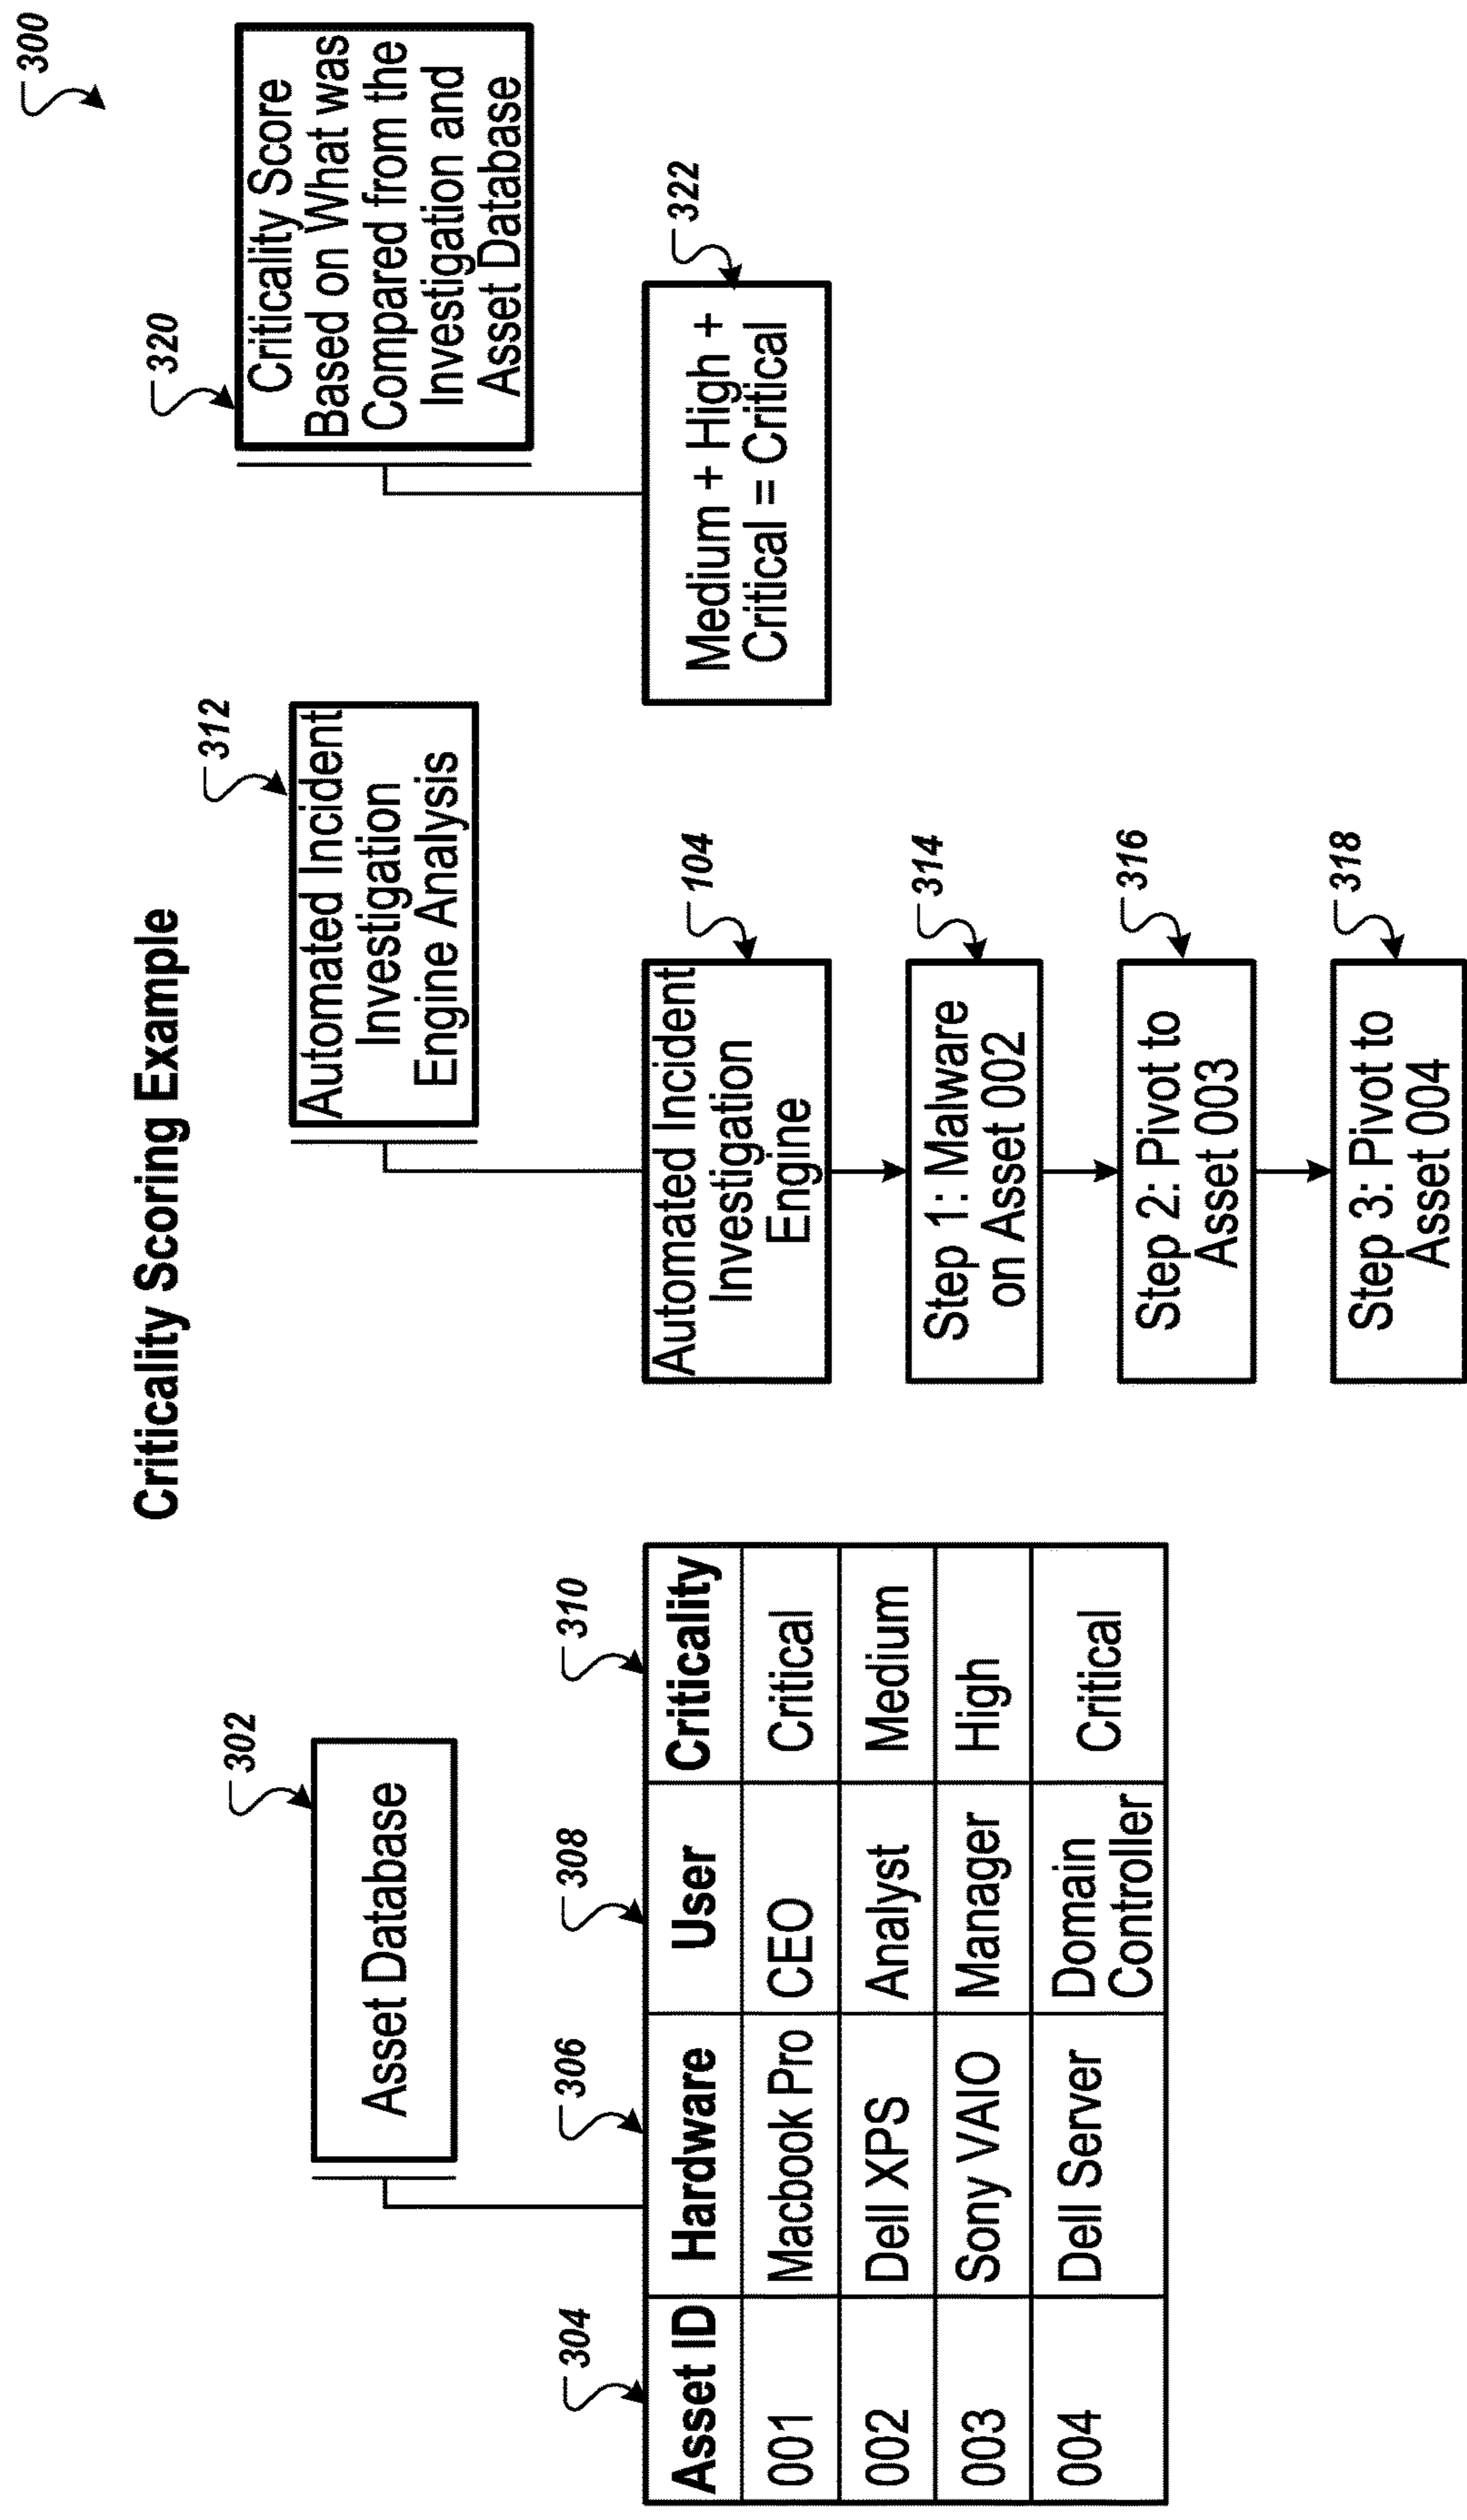 300
Criticality Scoring Example
302
Asset Database
304
306
308
310
Asset ID Hardware User Criticality
001 Macbook Pro CEO Critical
002 Dell XPS Analyst Medium
003 Sony VAIO Manager High
004 Dell Server Domain Controller Critical
312
Automated Incident
Investigation
Engine Analysis
104
Automated Incident
Investigation
Engine
314
Step 1: Malware
on Asset 002
316
Step 2: Pivot to
Asset 003
318
Step 3: Pivot to
Asset 004
320
Criticality Score
Based on What was
Compared from the
Investigation and
Asset Database
322
Medium + High +
Critical = Critical